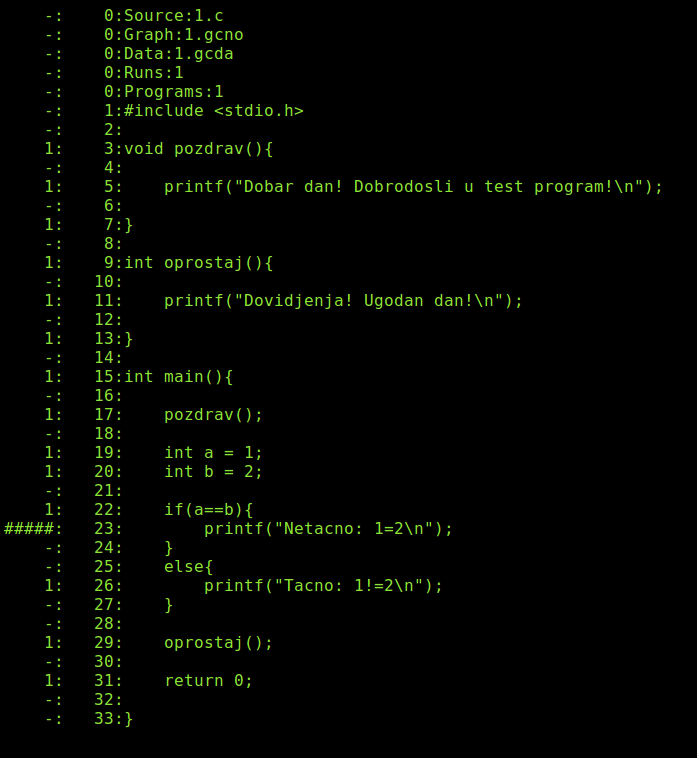 -:    0:Source:1.c
    -:    0:Graph:1.gcno
    -:    0:Data:1.gcda
    -:    0:Runs:1
    -:    0:Programs:1
    -:    1:#include <stdio.h>
    -:    2:
    1:    3:void pozdrav(){
    -:    4:
    1:    5:    printf("Dobar dan! Dobrodosli u test program!\n");
    -:    6:
    1:    7:}
    -:    8:
    1:    9:int oprostaj(){
    -:   10:
    1:   11:    printf("Dovidjenja! Ugodan dan!\n");
    -:   12:
    1:   13:}
    -:   14:
    1:   15:int main(){
    -:   16:
    1:   17:    pozdrav();
    -:   18:
    1:   19:    int a = 1;
    1:   20:    int b = 2;
    -:   21:
    1:   22:    if(a==b){
#####:   23:        printf("Netacno: 1=2\n");
    -:   24:    }
    -:   25:    else{
    1:   26:        printf("Tacno: 1!=2\n");
    -:   27:    }
    -:   28:
    1:   29:    oprostaj();
    -:   30:
    1:   31:    return 0;
    -:   32:
    -:   33:}